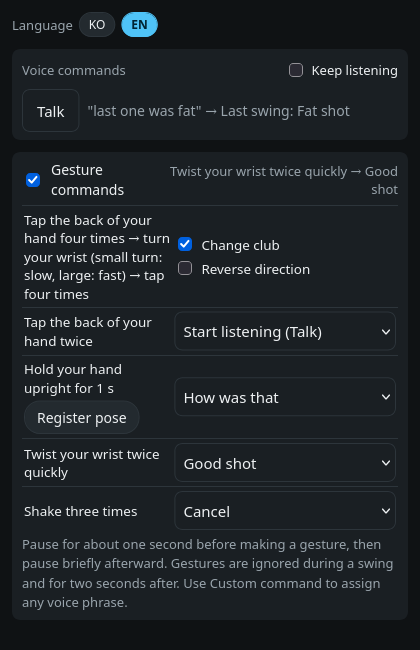 Language KO EN
Voice commands Keep listening
Talk "last one was fat" → Last swing: Fat shot
Gesture commands
Twist your wrist twice quickly → Good shot
Tap the back of your
hand four times → turn
your wrist (small turn:
slow, large: fast) → tap
four times
Change club
Reverse direction
Tap the back of your
hand twice
Start listening (Talk)
Hold your hand
upright for 1 s
Register pose
How was that
Twist your wrist twice
quickly
Good shot
Shake three times
Cancel
Pause for about one second before making a gesture, then
pause briefly afterward. Gestures are ignored during a swing
and for two seconds after. Use Custom command to assign
any voice phrase.